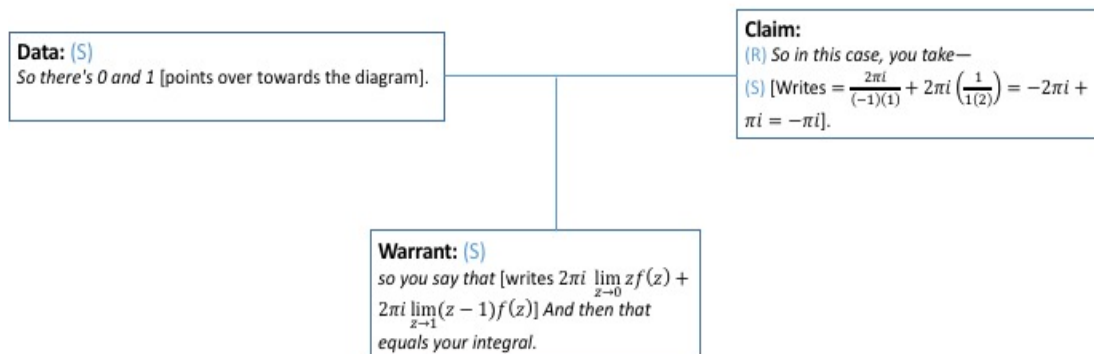 Data: (S)
So there's 0 and 1 [points over towards the diagram].
Claim:
(R) So in this case, you take—
(S) [Writes = \frac{2πi}{(-1)(1)} + 2πi (\frac{1}{1(2)}) = −2πi +
πi = −πi].
Warrant: (S)
so you say that [writes 2πi \lim_{z→0} zf(z) +
2πi \lim_{z→1}(z − 1)f(z)] And then that
equals your integral.